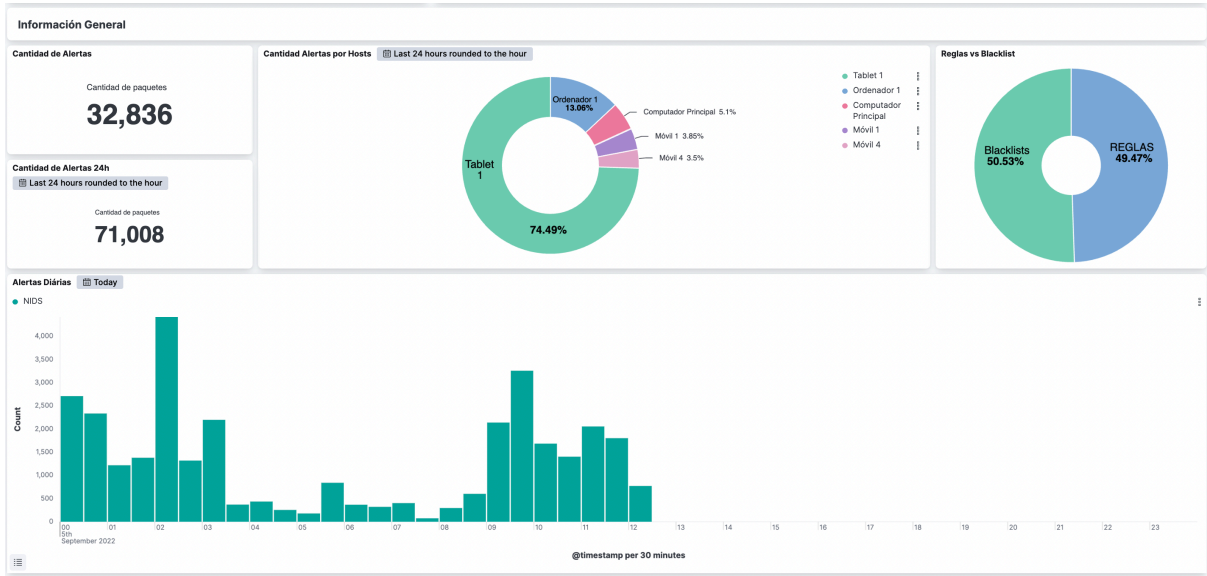 Información General
Cantidad de Alertas
Cantidad de paquetes
32,836
Cantidad de Alertas 24h
Last 24 hours rounded to the hour
Cantidad de paquetes
71,008
Cantidad Alertas por Hosts Last 24 hours rounded to the hour
Ordenador 1
13.06%
Computador Principal 5.1%
Móvil 1 3.85%
Móvil 4 3.5%
Tablet
1
74.49%
Tablet 1
Ordenador 1
Computador
Principal
Móvil 1
Móvil 4
Reglas vs Blacklist
Blacklists
50.53%
REGLAS
49.47%
Alertas Diárias Today
NIDS
Count
4,000
3,500
3,000
2,500
2,000
1,500
1,000
500
0
00 01 02 03 04 05 06 07 08 09 10 11 12 13 14 15 16 17 18 19 20 21 22 23
5th
September 2022
@timestamp per 30 minutes